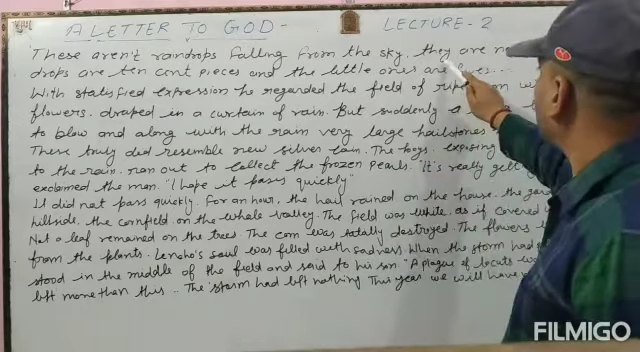 A LETTER TO GOD - LECTURE - 2
"These aren't raindrops falling from the sky. they are
drops are ten cent pieces and the little ones are fives...
With statisfied expression he regarded the field of
flowers. draped in a curtain of rain. But suddenly a
to blow and along with the rain very large hailstones
These truly did resemble new silver coin. The boys. exposing
to the rain. ran out to collect the frozen pearls. "It's really
exclaimed the man. "I hope it pass quickly"
It did not pass quickly. For an hour, the hail rained on the house. the
hillside. the cornfield on the whole valley. The field was white. as if covered
Not a leaf remained on the tree. The corn was totally destroyed. The flowers
from the plants. Lencho's soul was filled with sadness. When the storm had
stood in the middle of the field and said to his son "A plague of locuts
left more than this .. The storm had left nothing This year we will have
FILMIGO